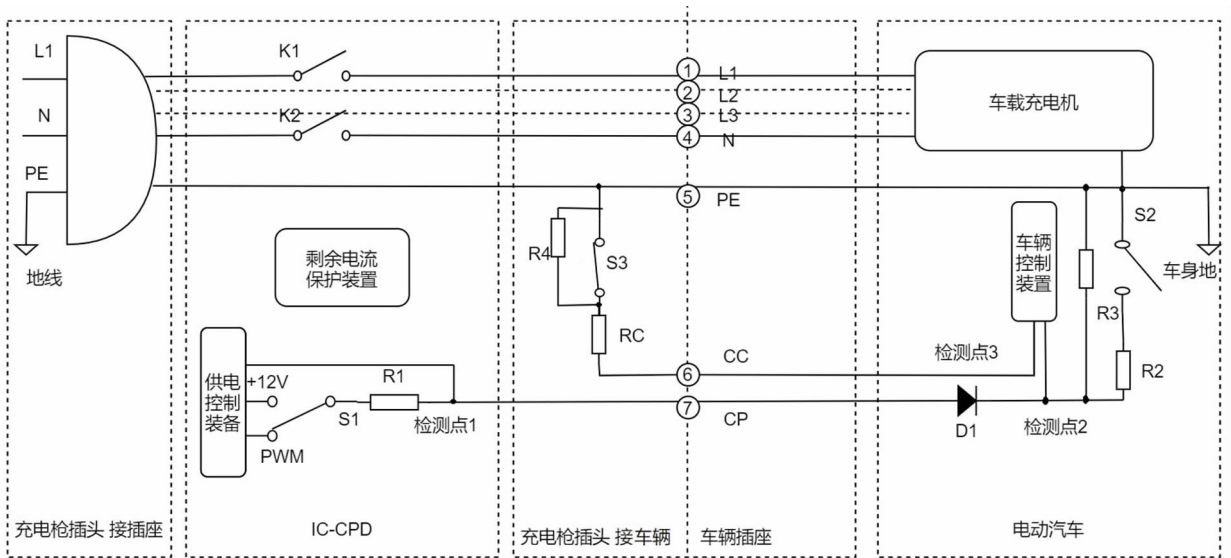 L1
N
PE
地线
充电枪插头 接插座
K1
K2
剩余电流
保护装置
供电
控制
装备
+12V
PWM
S1
R1
检测点1
IC-CPD
R4
S3
RC
充电枪插头 接车辆
1
2
3
4
5
6
7
L1
L2
L3
N
PE
CC
CP
车辆插座
车载充电机
车辆
控制
装置
S2
车身地
R3
R2
检测点3
检测点2
D1
电动汽车